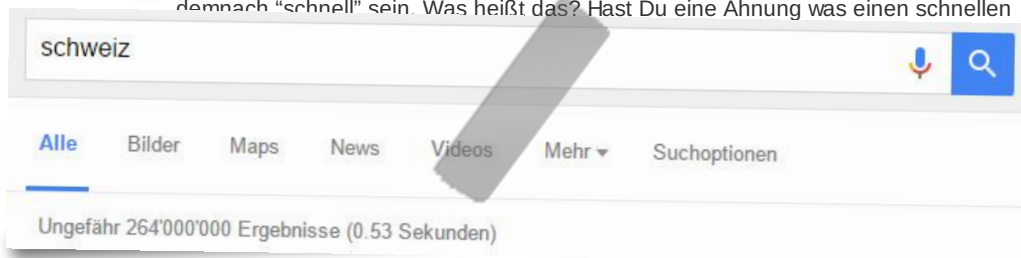 demnach “schnell” sein. Was heißt das? Hast Du eine Ahnung was einen schnellen
schweiz
Alle Bilder Maps News Videos Mehr Suchoptionen
Ungefähr 264'000'000 Ergebnisse (0.53 Sekunden)